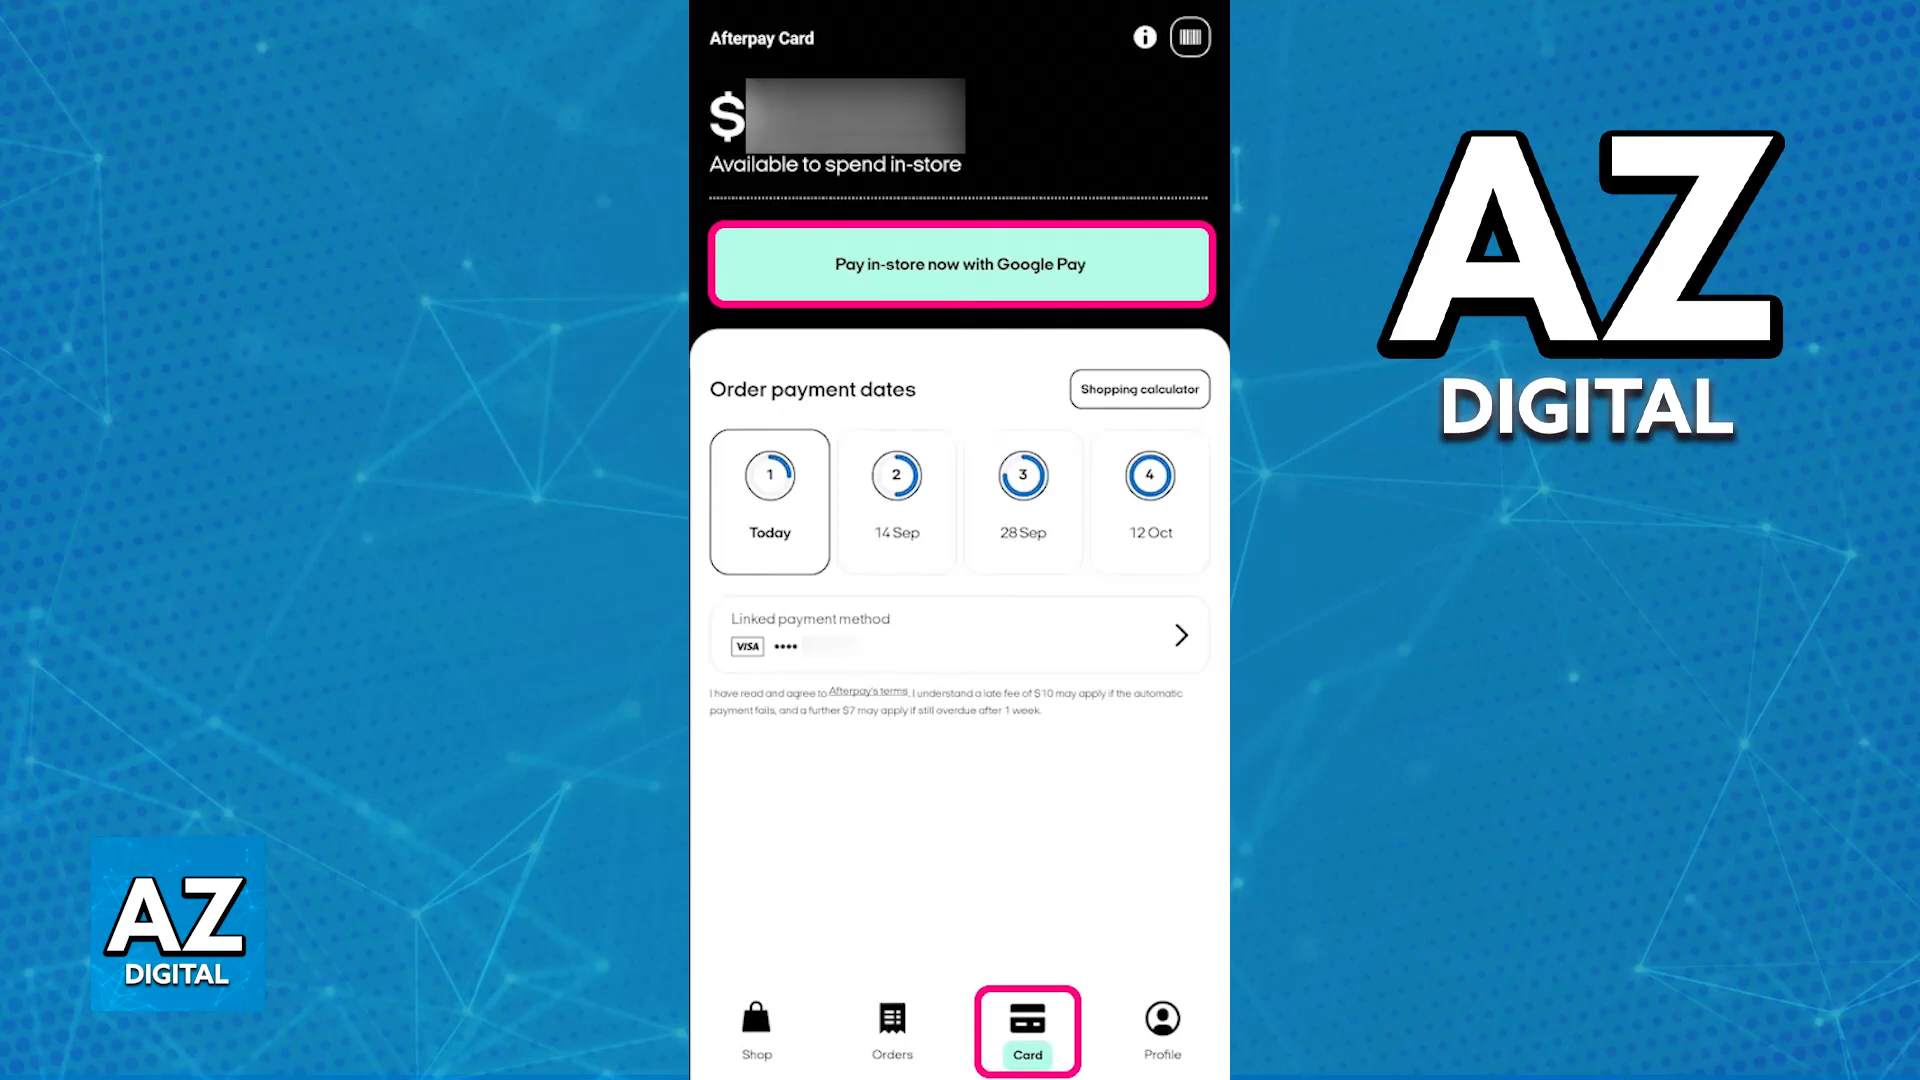 Afterpay Card
$
Available to spend in-store
Pay in-store now with Google Pay
Order payment dates
Shopping calculator
1
2
3
4
Today
14 Sep
28 Sep
12 Oct
Linked payment method
VISA ••••
I have read and agree to Afterpay's terms. I understand a late fee of $10 may apply if the automatic
payment fails, and a further $7 may apply if still overdue after 1 week.
Shop
Orders
Card
Profile
AZ
DIGITAL
AZ
DIGITAL